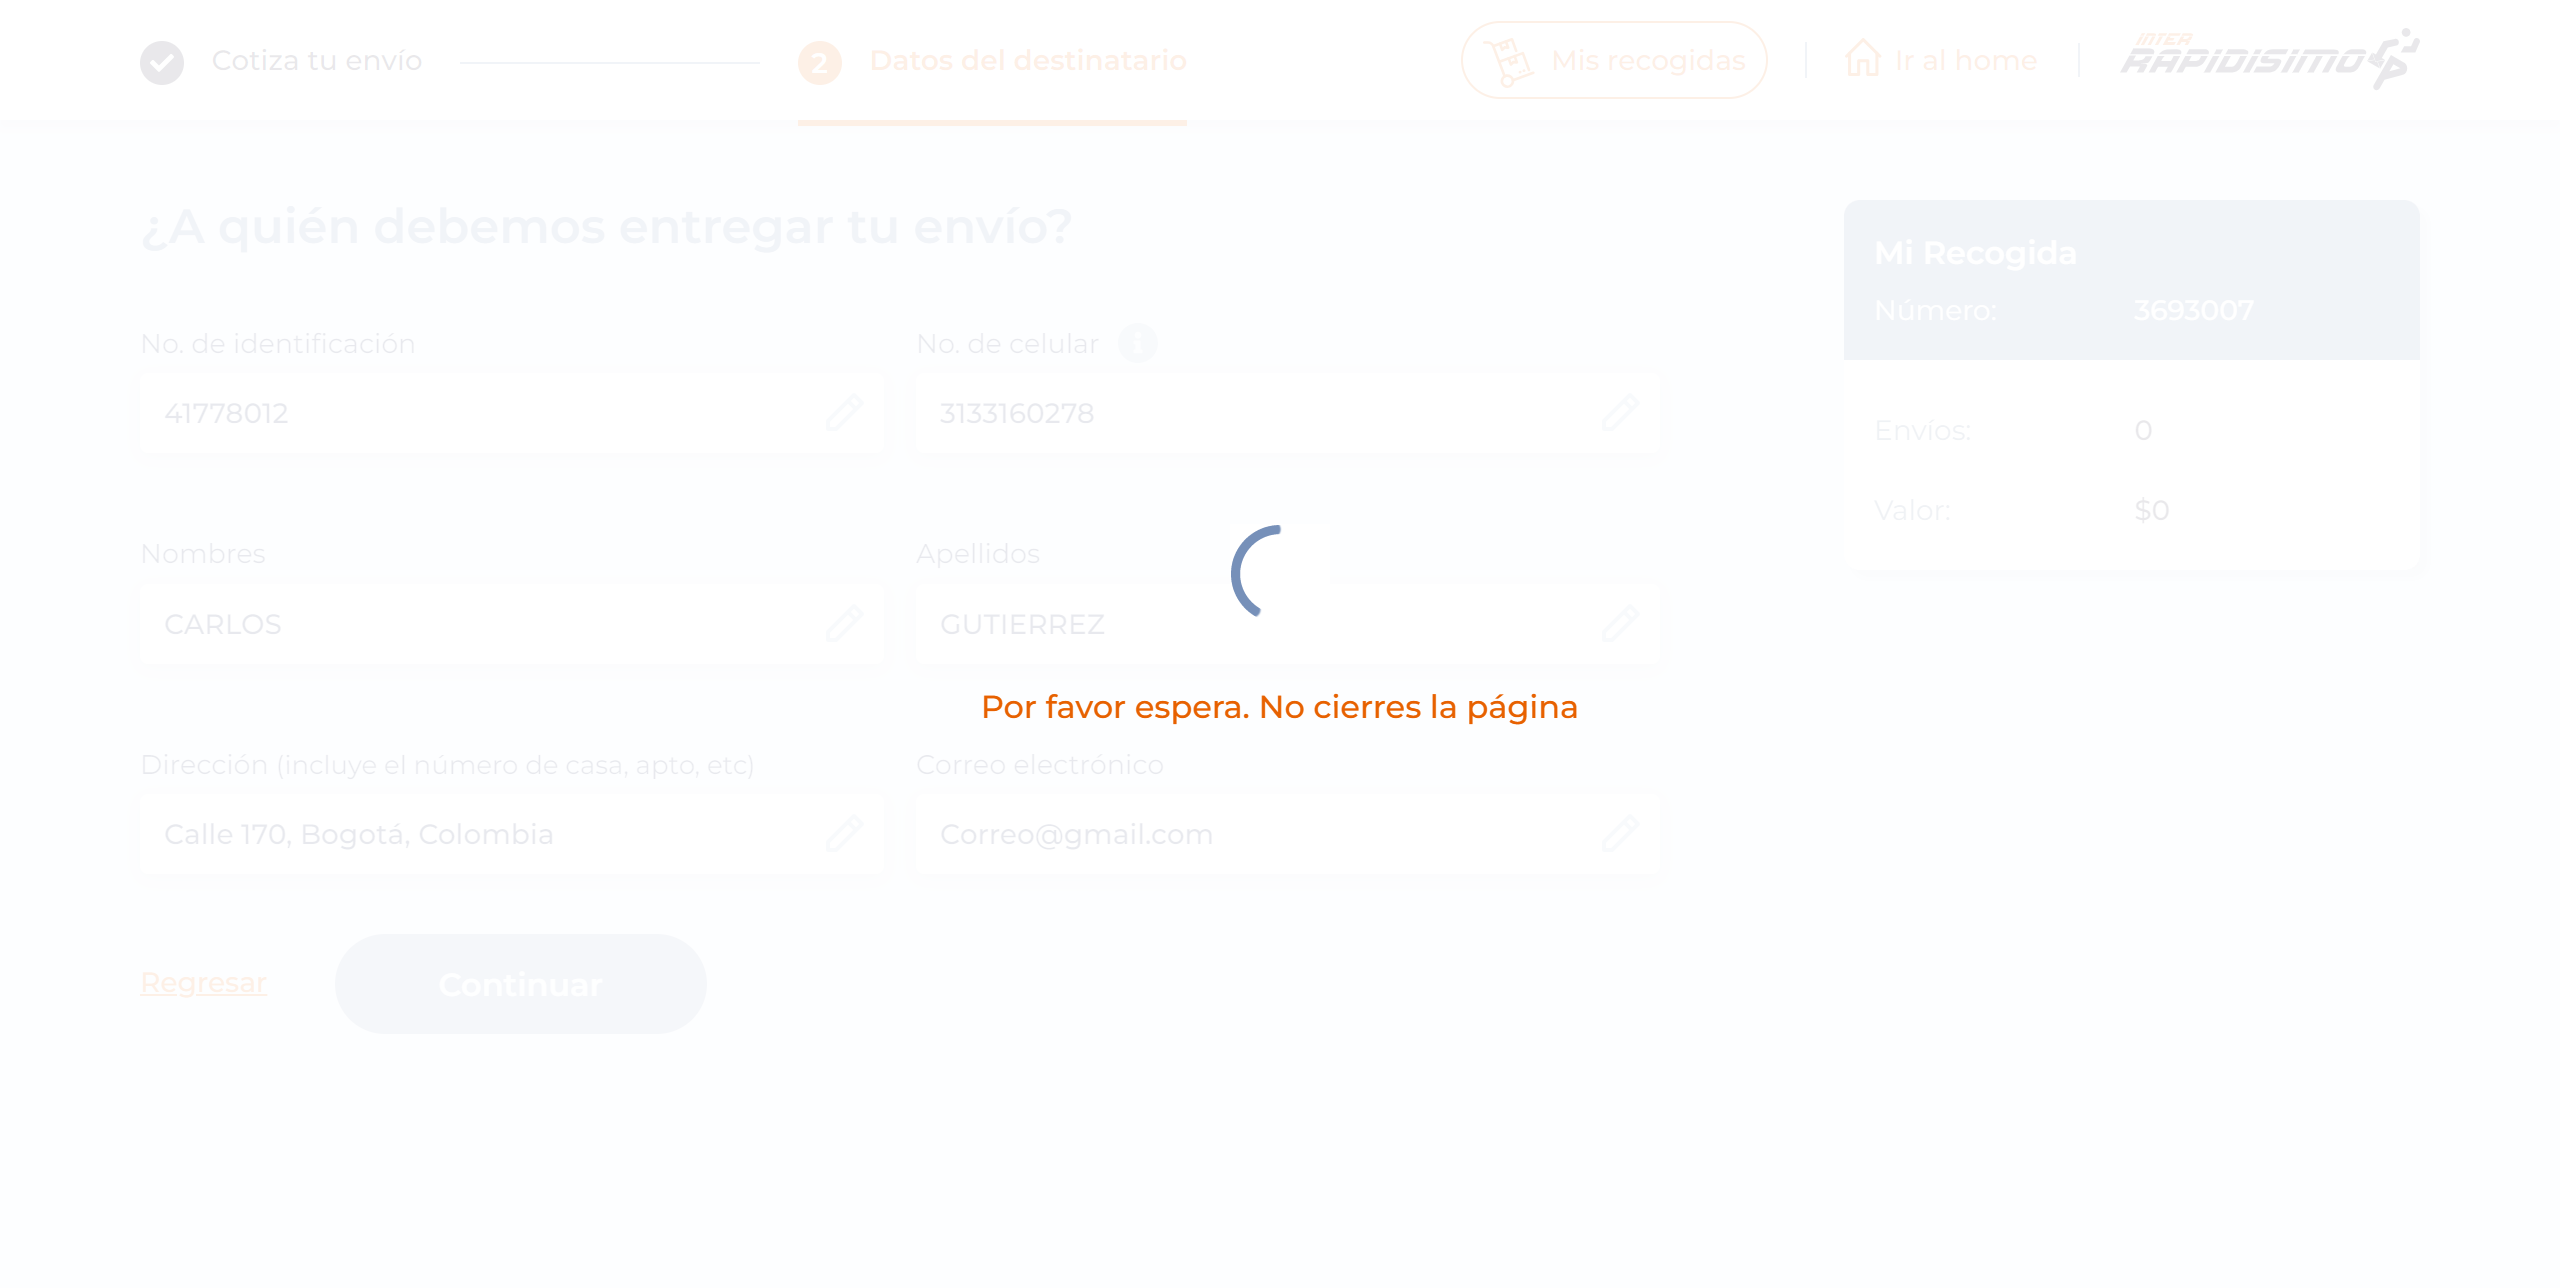 Cotiza tu envío
2 Datos del destinatario
Mis recogidas
Ir al home
INTER
RAPIDISIMO
¿A quién debemos entregar tu envío?
Mi Recogida
Número: 3693007
No. de identificación
No. de celular
41778012
3133160278
Envíos: 0
Valor: $0
Nombres
Apellidos
CARLOS
GUTIERREZ
Por favor espera. No cierres la página
Dirección (incluye el número de casa, apto, etc)
Correo electrónico
Calle 170, Bogotá, Colombia
Correo@gmail.com
Regresar
Continuar